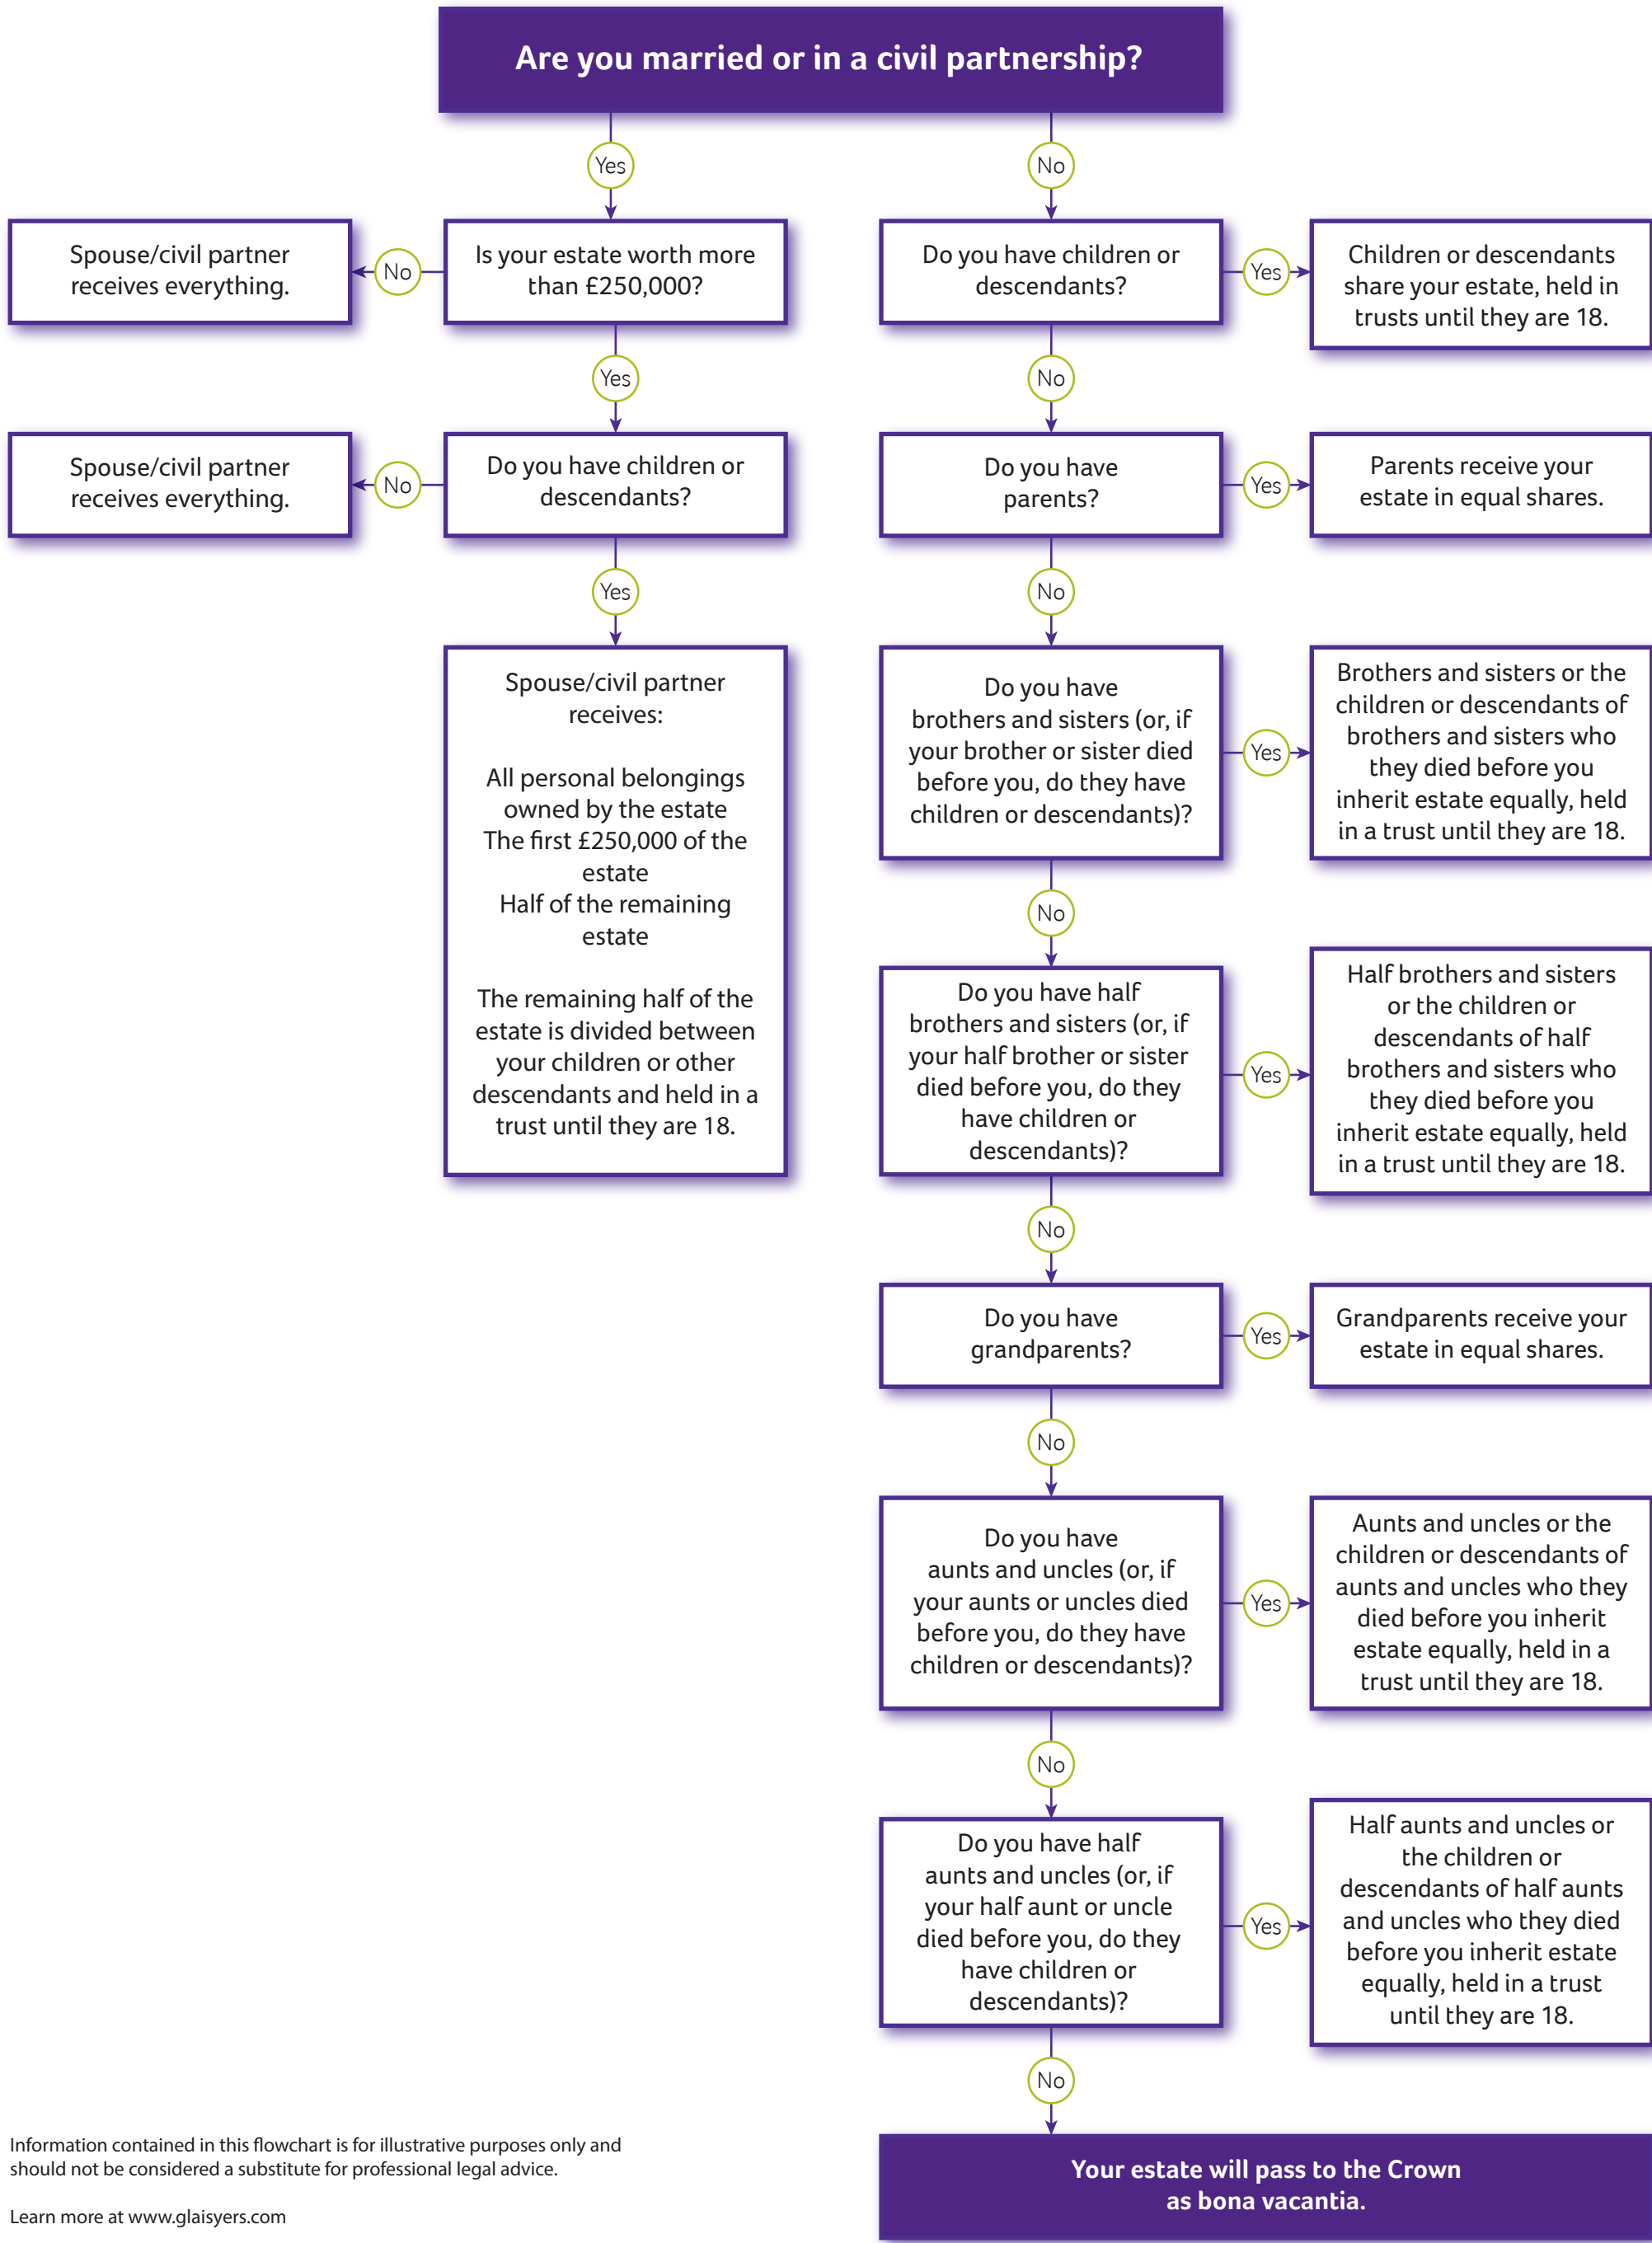 Are you married or in a civil partnership?
Yes
No
Spouse/civil partner
receives everything.
No
Is your estate worth more
than £250,000?
Do you have children or
descendants?
Yes
Children or descendants
share your estate, held in
trusts until they are 18.
Yes
No
Spouse/civil partner
receives everything.
No
Do you have children or
descendants?
Do you have
parents?
Yes
Parents receive your
estate in equal shares.
Yes
No
Spouse/civil partner
receives:
All personal belongings
owned by the estate
The first £250,000 of the
estate
Half of the remaining
estate
The remaining half of the
estate is divided between
your children or other
descendants and held in a
trust until they are 18.
Do you have
brothers and sisters (or, if
your brother or sister died
before you, do they have
children or descendants)?
Yes
Brothers and sisters or the
children or descendants of
brothers and sisters who
they died before you
inherit estate equally, held
in a trust until they are 18.
No
Do you have half
brothers and sisters (or, if
your half brother or sister
died before you, do they
have children or
descendants)?
Yes
Half brothers and sisters
or the children or
descendants of half
brothers and sisters who
they died before you
inherit estate equally, held
in a trust until they are 18.
No
Do you have
grandparents?
Yes
Grandparents receive your
estate in equal shares.
No
Do you have
aunts and uncles (or, if
your aunts or uncles died
before you, do they have
children or descendants)?
Yes
Aunts and uncles or the
children or descendants of
aunts and uncles who they
died before you inherit
estate equally, held in a
trust until they are 18.
No
Do you have half
aunts and uncles (or, if
your half aunt or uncle
died before you, do they
have children or
descendants)?
Yes
Half aunts and uncles or
the children or
descendants of half aunts
and uncles who they died
before you inherit estate
equally, held in a trust
until they are 18.
No
Your estate will pass to the Crown
as bona vacantia.
Information contained in this flowchart is for illustrative purposes only and
should not be considered a substitute for professional legal advice.
Learn more at www.glaisyers.com